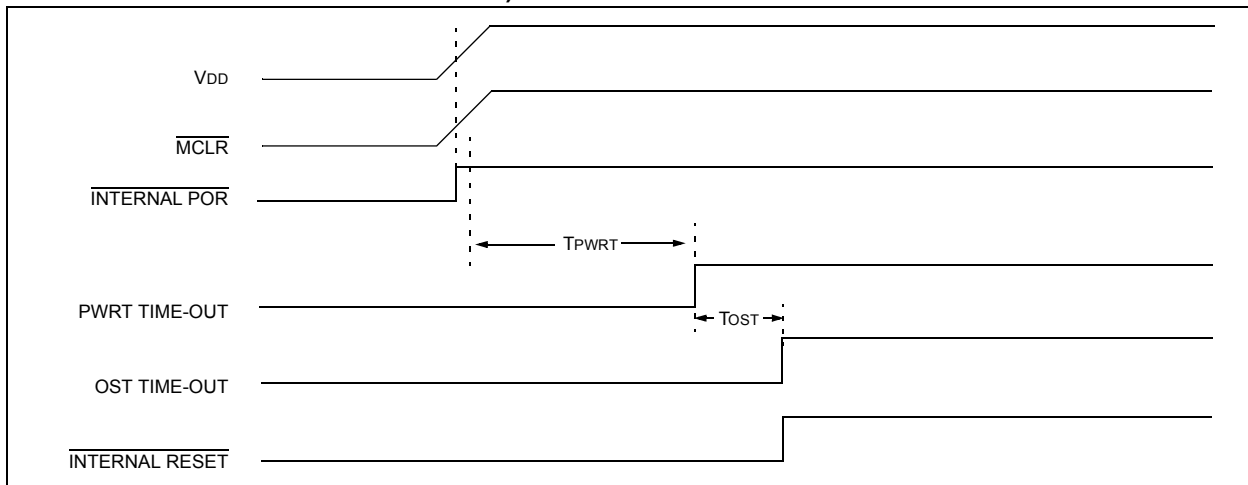 VDD
MCLR
INTERNAL POR
TPWRT
PWRT TIME-OUT
TOST
OST TIME-OUT
INTERNAL RESET